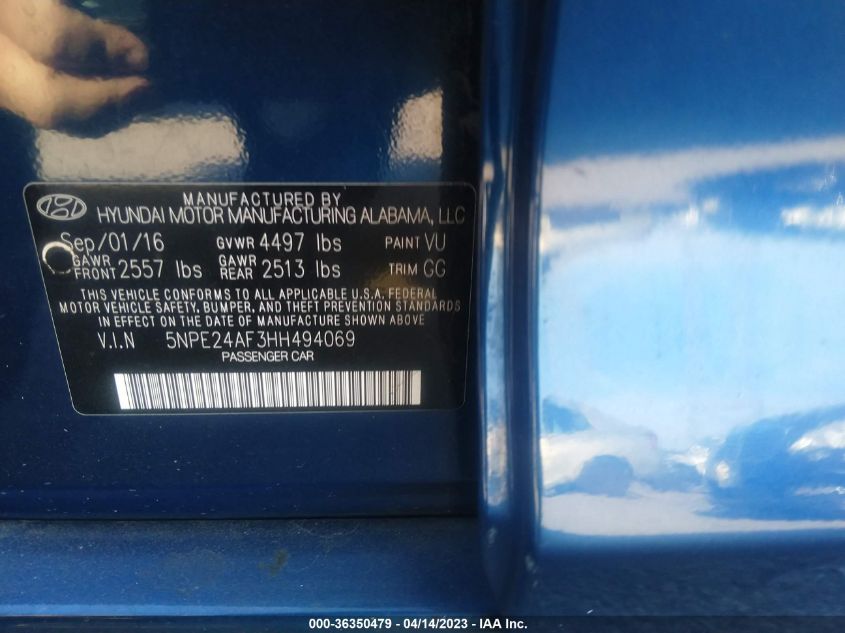 MANUFACTURED BY
HYUNDAI MOTOR MANUFACTURING ALABAMA, LLC
Sep/01/16 GVWR 4497 lbs PAINT VU
GAWR FRONT 2557 lbs GAWR REAR 2513 lbs TRIM GG
THIS VEHICLE CONFORMS TO ALL APPLICABLE U.S.A. FEDERAL
MOTOR VEHICLE SAFETY, BUMPER, AND THEFT PREVENTION STANDARDS
IN EFFECT ON THE DATE OF MANUFACTURE SHOWN ABOVE
V.I.N 5NPE24AF3HH494069
PASSENGER CAR
000-36350479 - 04/14/2023 - IAA Inc.